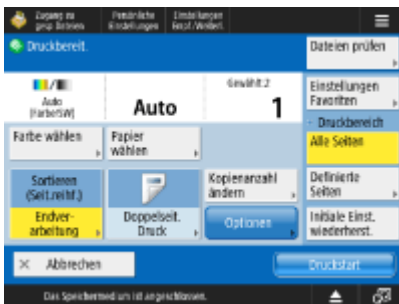 Zugang zu
gesp. Dateien
Persönliche
Einstellungen
Einstellungen
Empf./Weiterl.
Druckbereit.
Dateien prüfen
Auto
(Farbe/SW)
Auto
Gewählt:2
1
Einstellungen
Favoriten
- Druckbereich
Alle Seiten
Farbe wählen
Papier
wählen
Sortieren
(Seit.reihf.)
Kopienanzahl
ändern
Definierte
Seiten
Endver-
arbeitung
Doppelseit.
Druck
Optionen
Initiale Einst.
wiederherst.
× Abbrechen
Druckstart
Das Speichermedium ist angeschlossen.